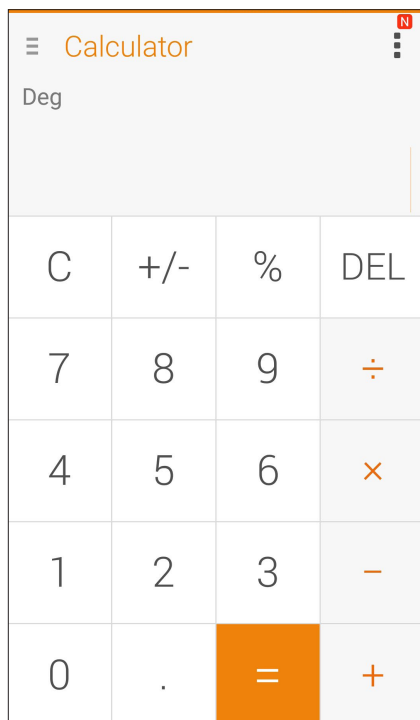 N
Calculator
Deg
C +/- % DEL
7 8 9 ÷
4 5 6 ×
1 2 3 −
0 . = +